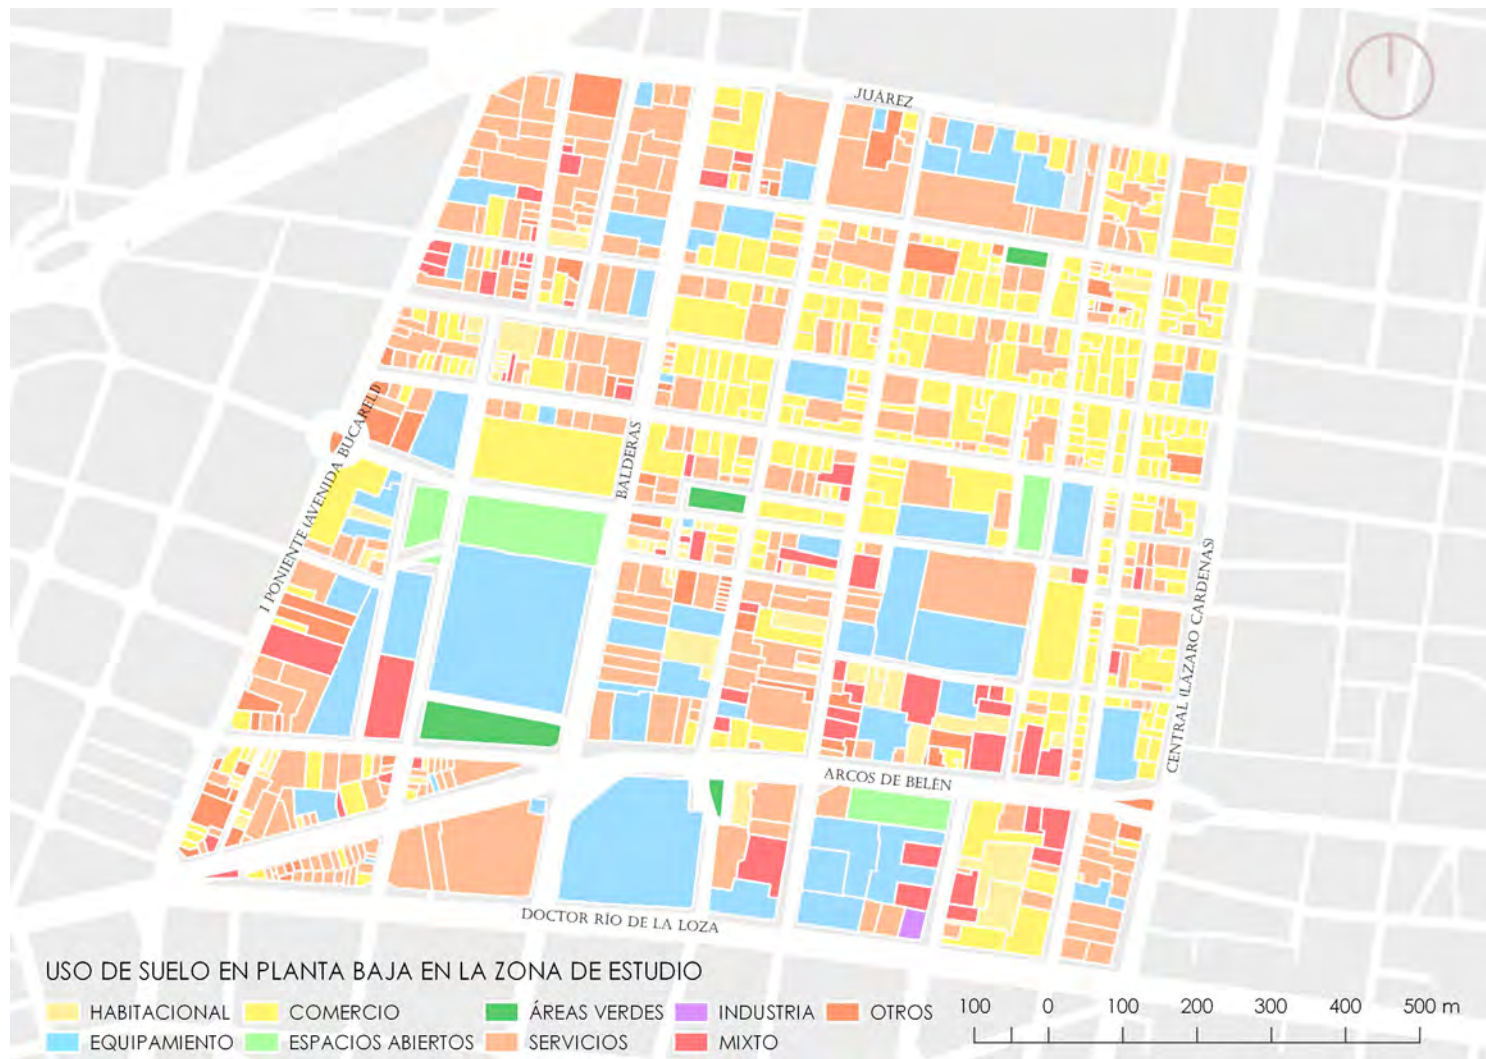 JUÁREZ
BALDERAS
1 PONIENTE (AVENIDA BUCARELI)
CENTRAL (LÁZARO CARDENAS)
ARCOS DE BELÉN
DOCTOR RÍO DE LA LOZA
USO DE SUELO EN PLANTA BAJA EN LA ZONA DE ESTUDIO
HABITACIONAL COMERCIO ÁREAS VERDES INDUSTRIA OTROS
EQUIPAMIENTO ESPACIOS ABIERTOS SERVICIOS MIXTO
100 0 100 200 300 400 500 m